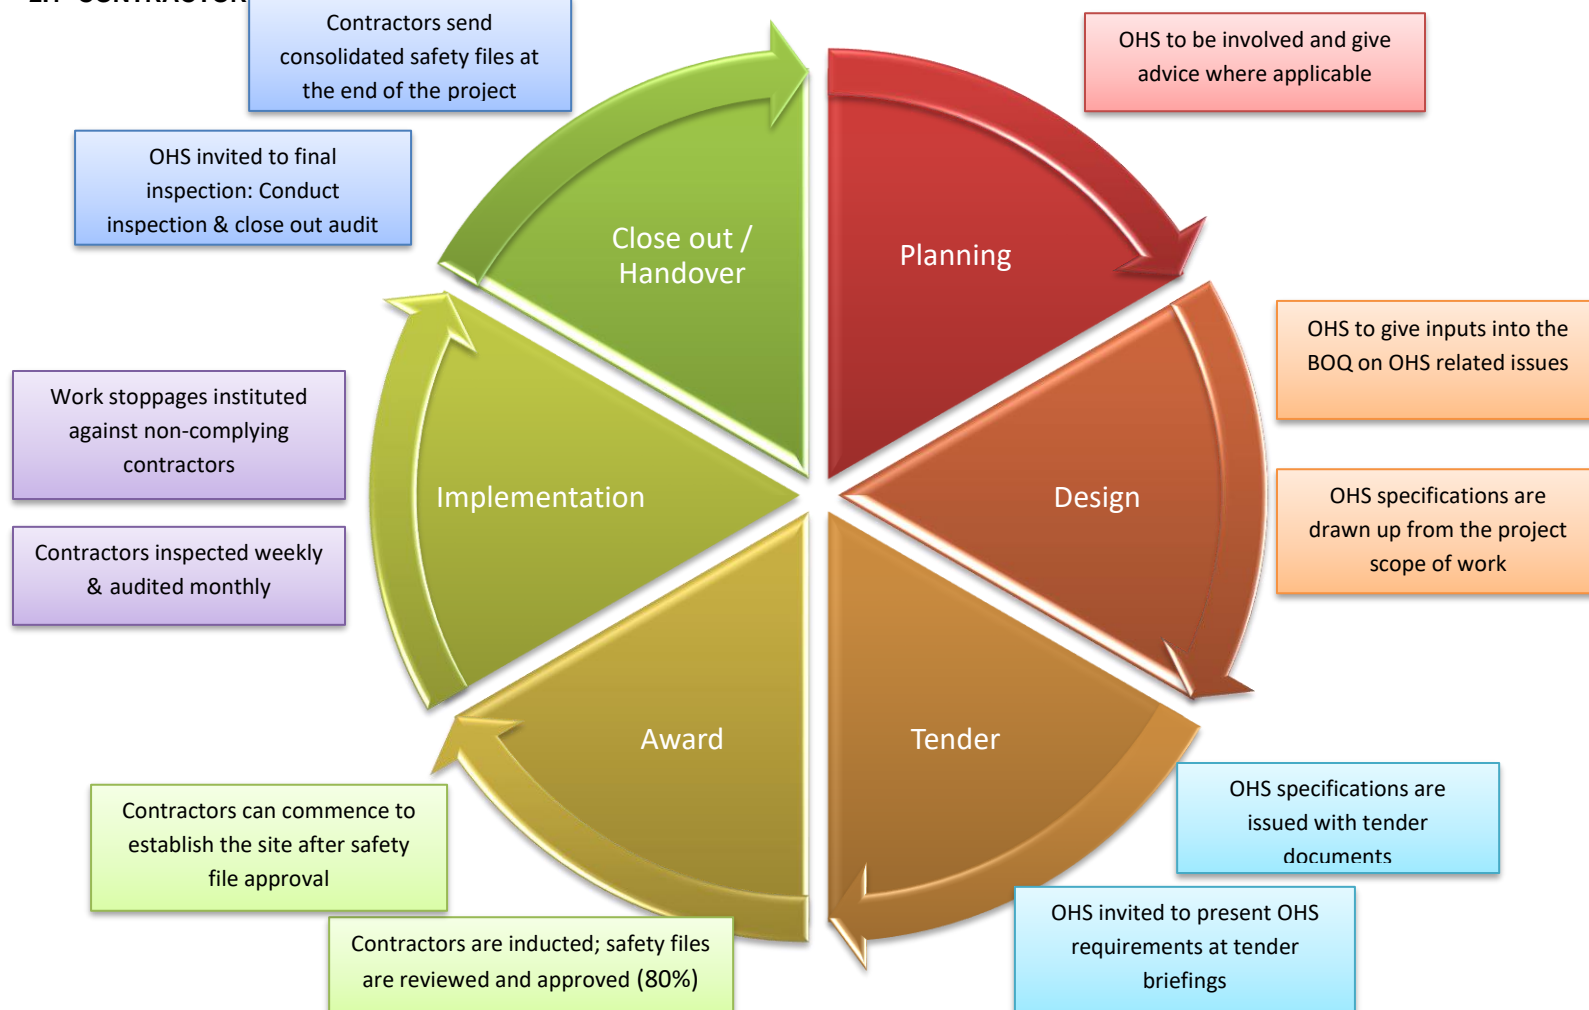 CONTRACTOR
Contractors send
consolidated safety files at
the end of the project
OHS to be involved and give
advice where applicable
OHS invited to final
inspection: Conduct
inspection & close out audit
Close out /
Handover
Planning
OHS to give inputs into the
BOQ on OHS related issues
Work stoppages instituted
against non-complying
contractors
Implementation
Design
OHS specifications are
drawn up from the project
scope of work
Contractors inspected weekly
& audited monthly
Award
Tender
OHS specifications are
issued with tender
documents
Contractors can commence to
establish the site after safety
file approval
OHS invited to present OHS
requirements at tender
briefings
Contractors are inducted; safety files
are reviewed and approved (80%)